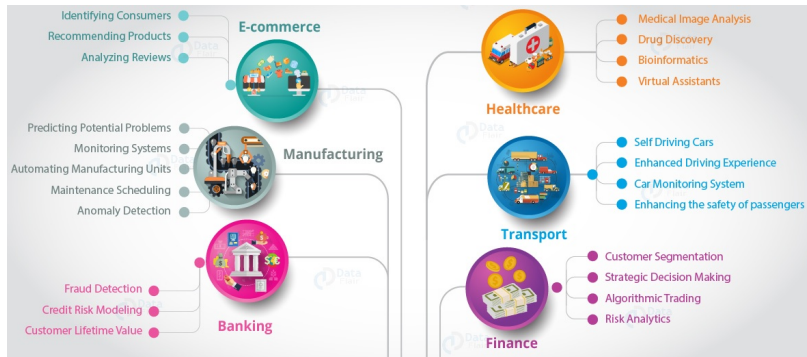 Identifying Consumers
Recommending Products
Analyzing Reviews
E-commerce
Predicting Potential Problems
Monitoring Systems
Automating Manufacturing Units
Maintenance Scheduling
Anomaly Detection
Manufacturing
Fraud Detection
Credit Risk Modeling
Customer Lifetime Value
Banking
Medical Image Analysis
Drug Discovery
Bioinformatics
Virtual Assistants
Healthcare
Self Driving Cars
Enhanced Driving Experience
Car Monitoring System
Enhancing the safety of passengers
Transport
Customer Segmentation
Strategic Decision Making
Algorithmic Trading
Risk Analytics
Finance